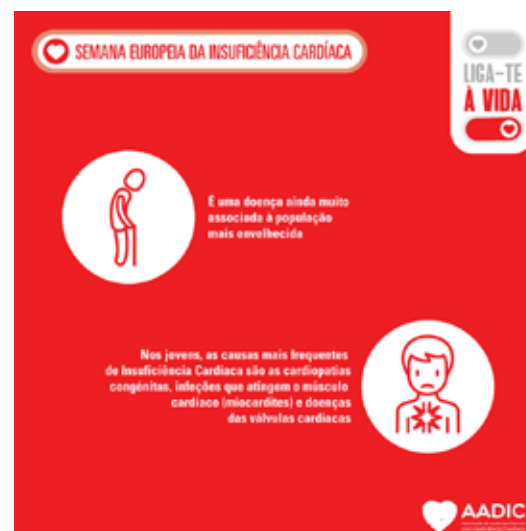 SEMANA EUROPEIA DA INSUFICIÊNCIA CARDÍACA
LIGA-TE
À VIDA
É uma doença ainda muito
associada à população
mais envelhecida
Nos jovens, as causas mais frequentes
de Insuficiência Cardíaca são as cardiopatias
congénitas, infeções que atingem o músculo
cardíaco (miocardites) e doenças
das válvulas cardíacas
AADIC